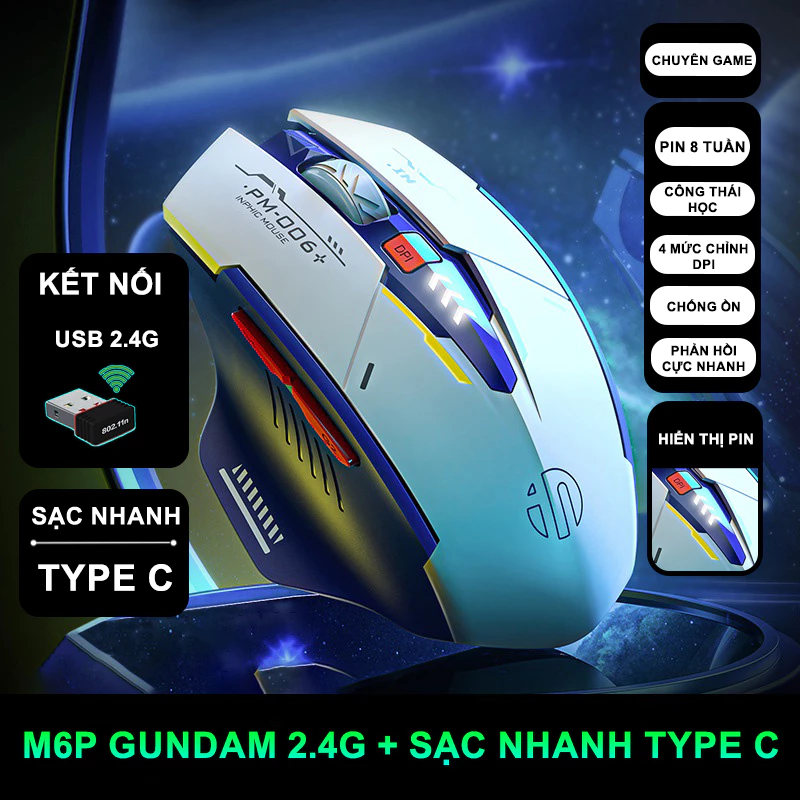 CHUYÊN GAME
PIN 8 TUẦN
CÔNG THÁI
HỌC
4 MỨC CHỈNH
DPI
CHỐNG ỒN
PHẢN HỒI
CỰC NHANH
HIỂN THỊ PIN
DPI
KẾT NỐI
USB 2.4G
802.11n
SẠC NHANH
TYPE C
PM-006+
INPHIC MOUSE
DPI
M6P GUNDAM 2.4G + SẠC NHANH TYPE C